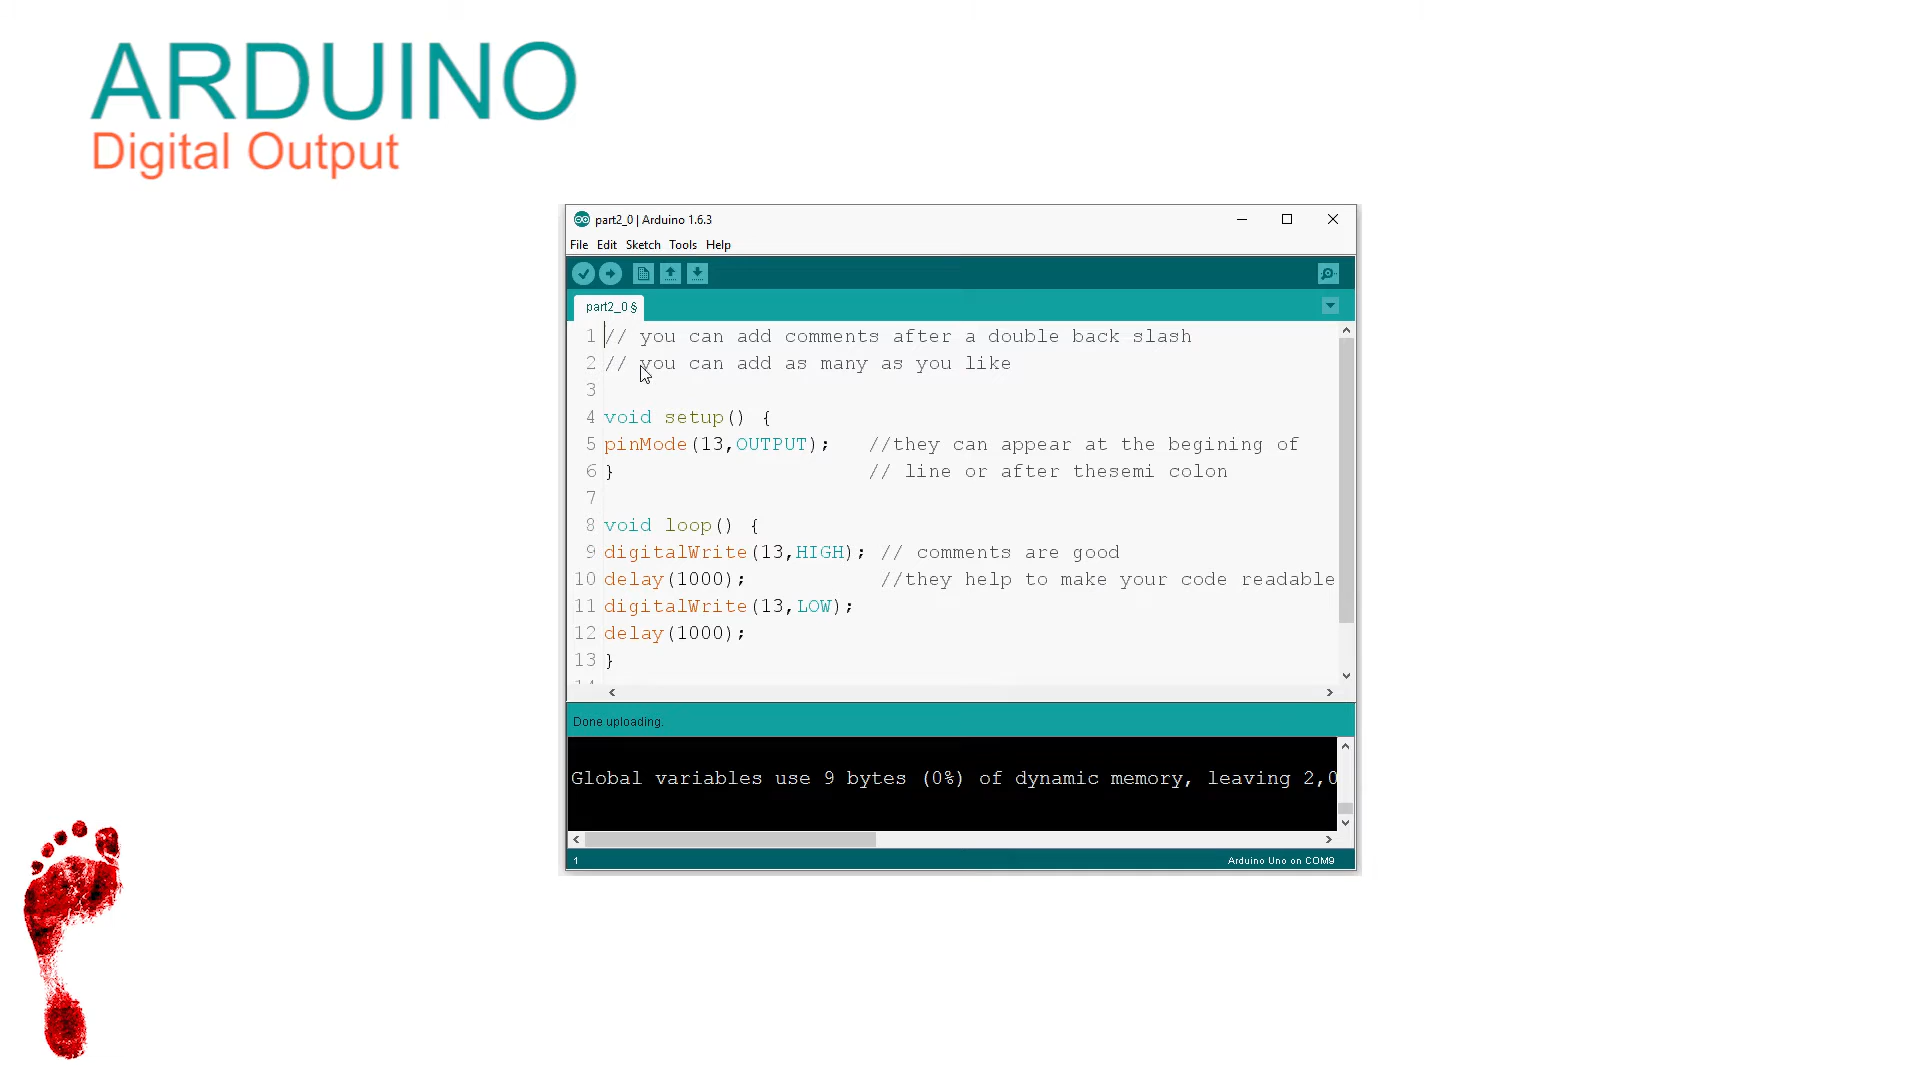 ARDUINO
Digital Output
part2_0 | Arduino 1.6.3
File Edit Sketch Tools Help
part2_0 §
1 // you can add comments after a double back slash
2 // you can add as many as you like
3
4 void setup() {
5 pinMode(13,OUTPUT); //they can appear at the begining of
6 } // line or after thesemi colon
7
8 void loop() {
9 digitalWrite(13,HIGH); // comments are good
10 delay(1000); //they help to make your code readable
11 digitalWrite(13,LOW);
12 delay(1000);
13 }
Done uploading.
Global variables use 9 bytes (0%) of dynamic memory, leaving 2,0
1 Arduino Uno on COM9